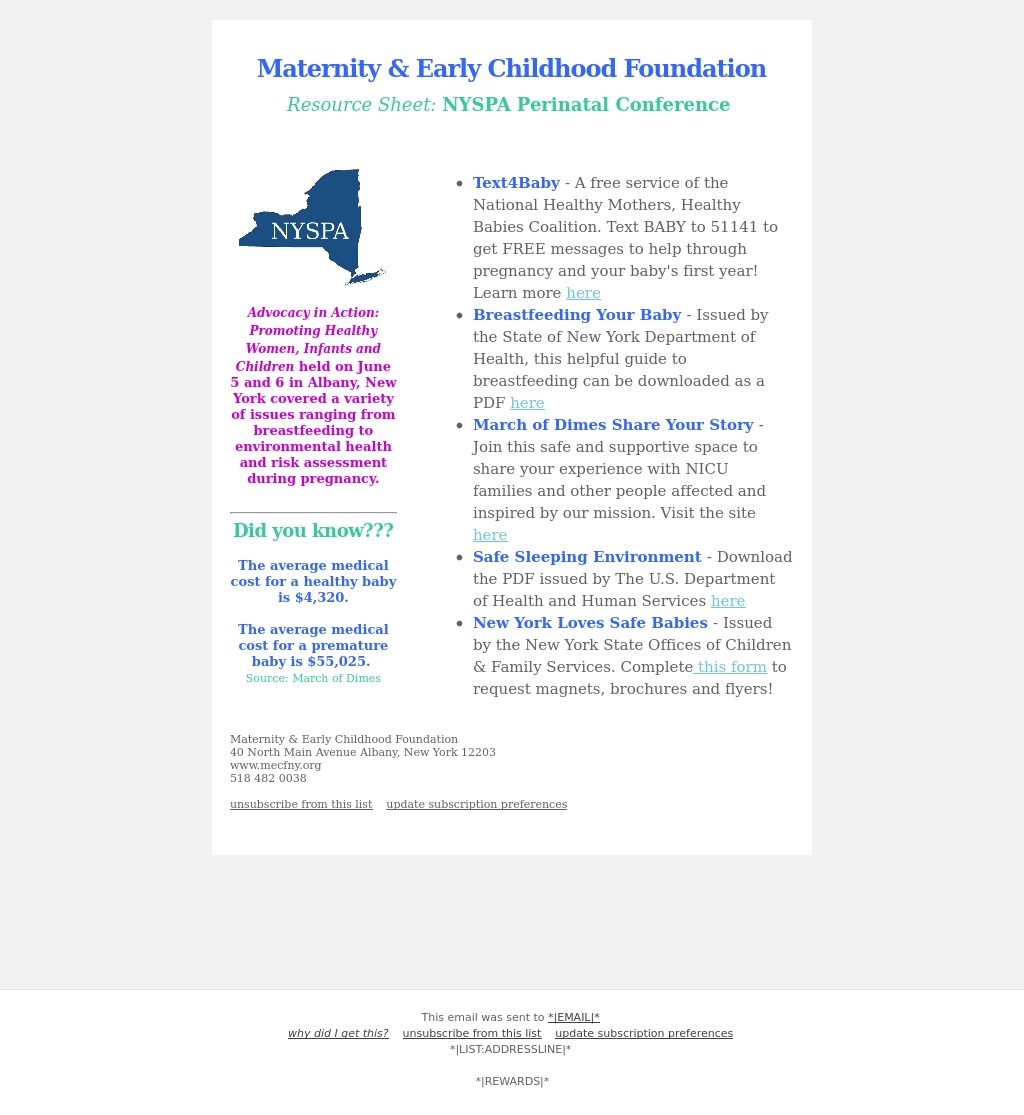 Maternity & Early Childhood Foundation
Resource Sheet: NYSPA Perinatal Conference
NYSPA
Advocacy in Action:
Promoting Healthy
Women, Infants and
Children held on June
5 and 6 in Albany, New
York covered a variety
of issues ranging from
breastfeeding to
environmental health
and risk assessment
during pregnancy.
Did you know???
The average medical
cost for a healthy baby
is $4,320.
The average medical
cost for a premature
baby is $55,025.
Source: March of Dimes
• Text4Baby - A free service of the
National Healthy Mothers, Healthy
Babies Coalition. Text BABY to 51141 to
get FREE messages to help through
pregnancy and your baby's first year!
Learn more here
• Breastfeeding Your Baby - Issued by
the State of New York Department of
Health, this helpful guide to
breastfeeding can be downloaded as a
PDF here
• March of Dimes Share Your Story -
Join this safe and supportive space to
share your experience with NICU
families and other people affected and
inspired by our mission. Visit the site
here
• Safe Sleeping Environment - Download
the PDF issued by The U.S. Department
of Health and Human Services here
• New York Loves Safe Babies - Issued
by the New York State Offices of Children
& Family Services. Complete this form to
request magnets, brochures and flyers!
Maternity & Early Childhood Foundation
40 North Main Avenue Albany, New York 12203
www.mecfny.org
518 482 0038
unsubscribe from this list update subscription preferences
This email was sent to *|EMAIL|*
why did I get this? unsubscribe from this list update subscription preferences
*|LIST:ADDRESSLINE|*
*|REWARDS|*